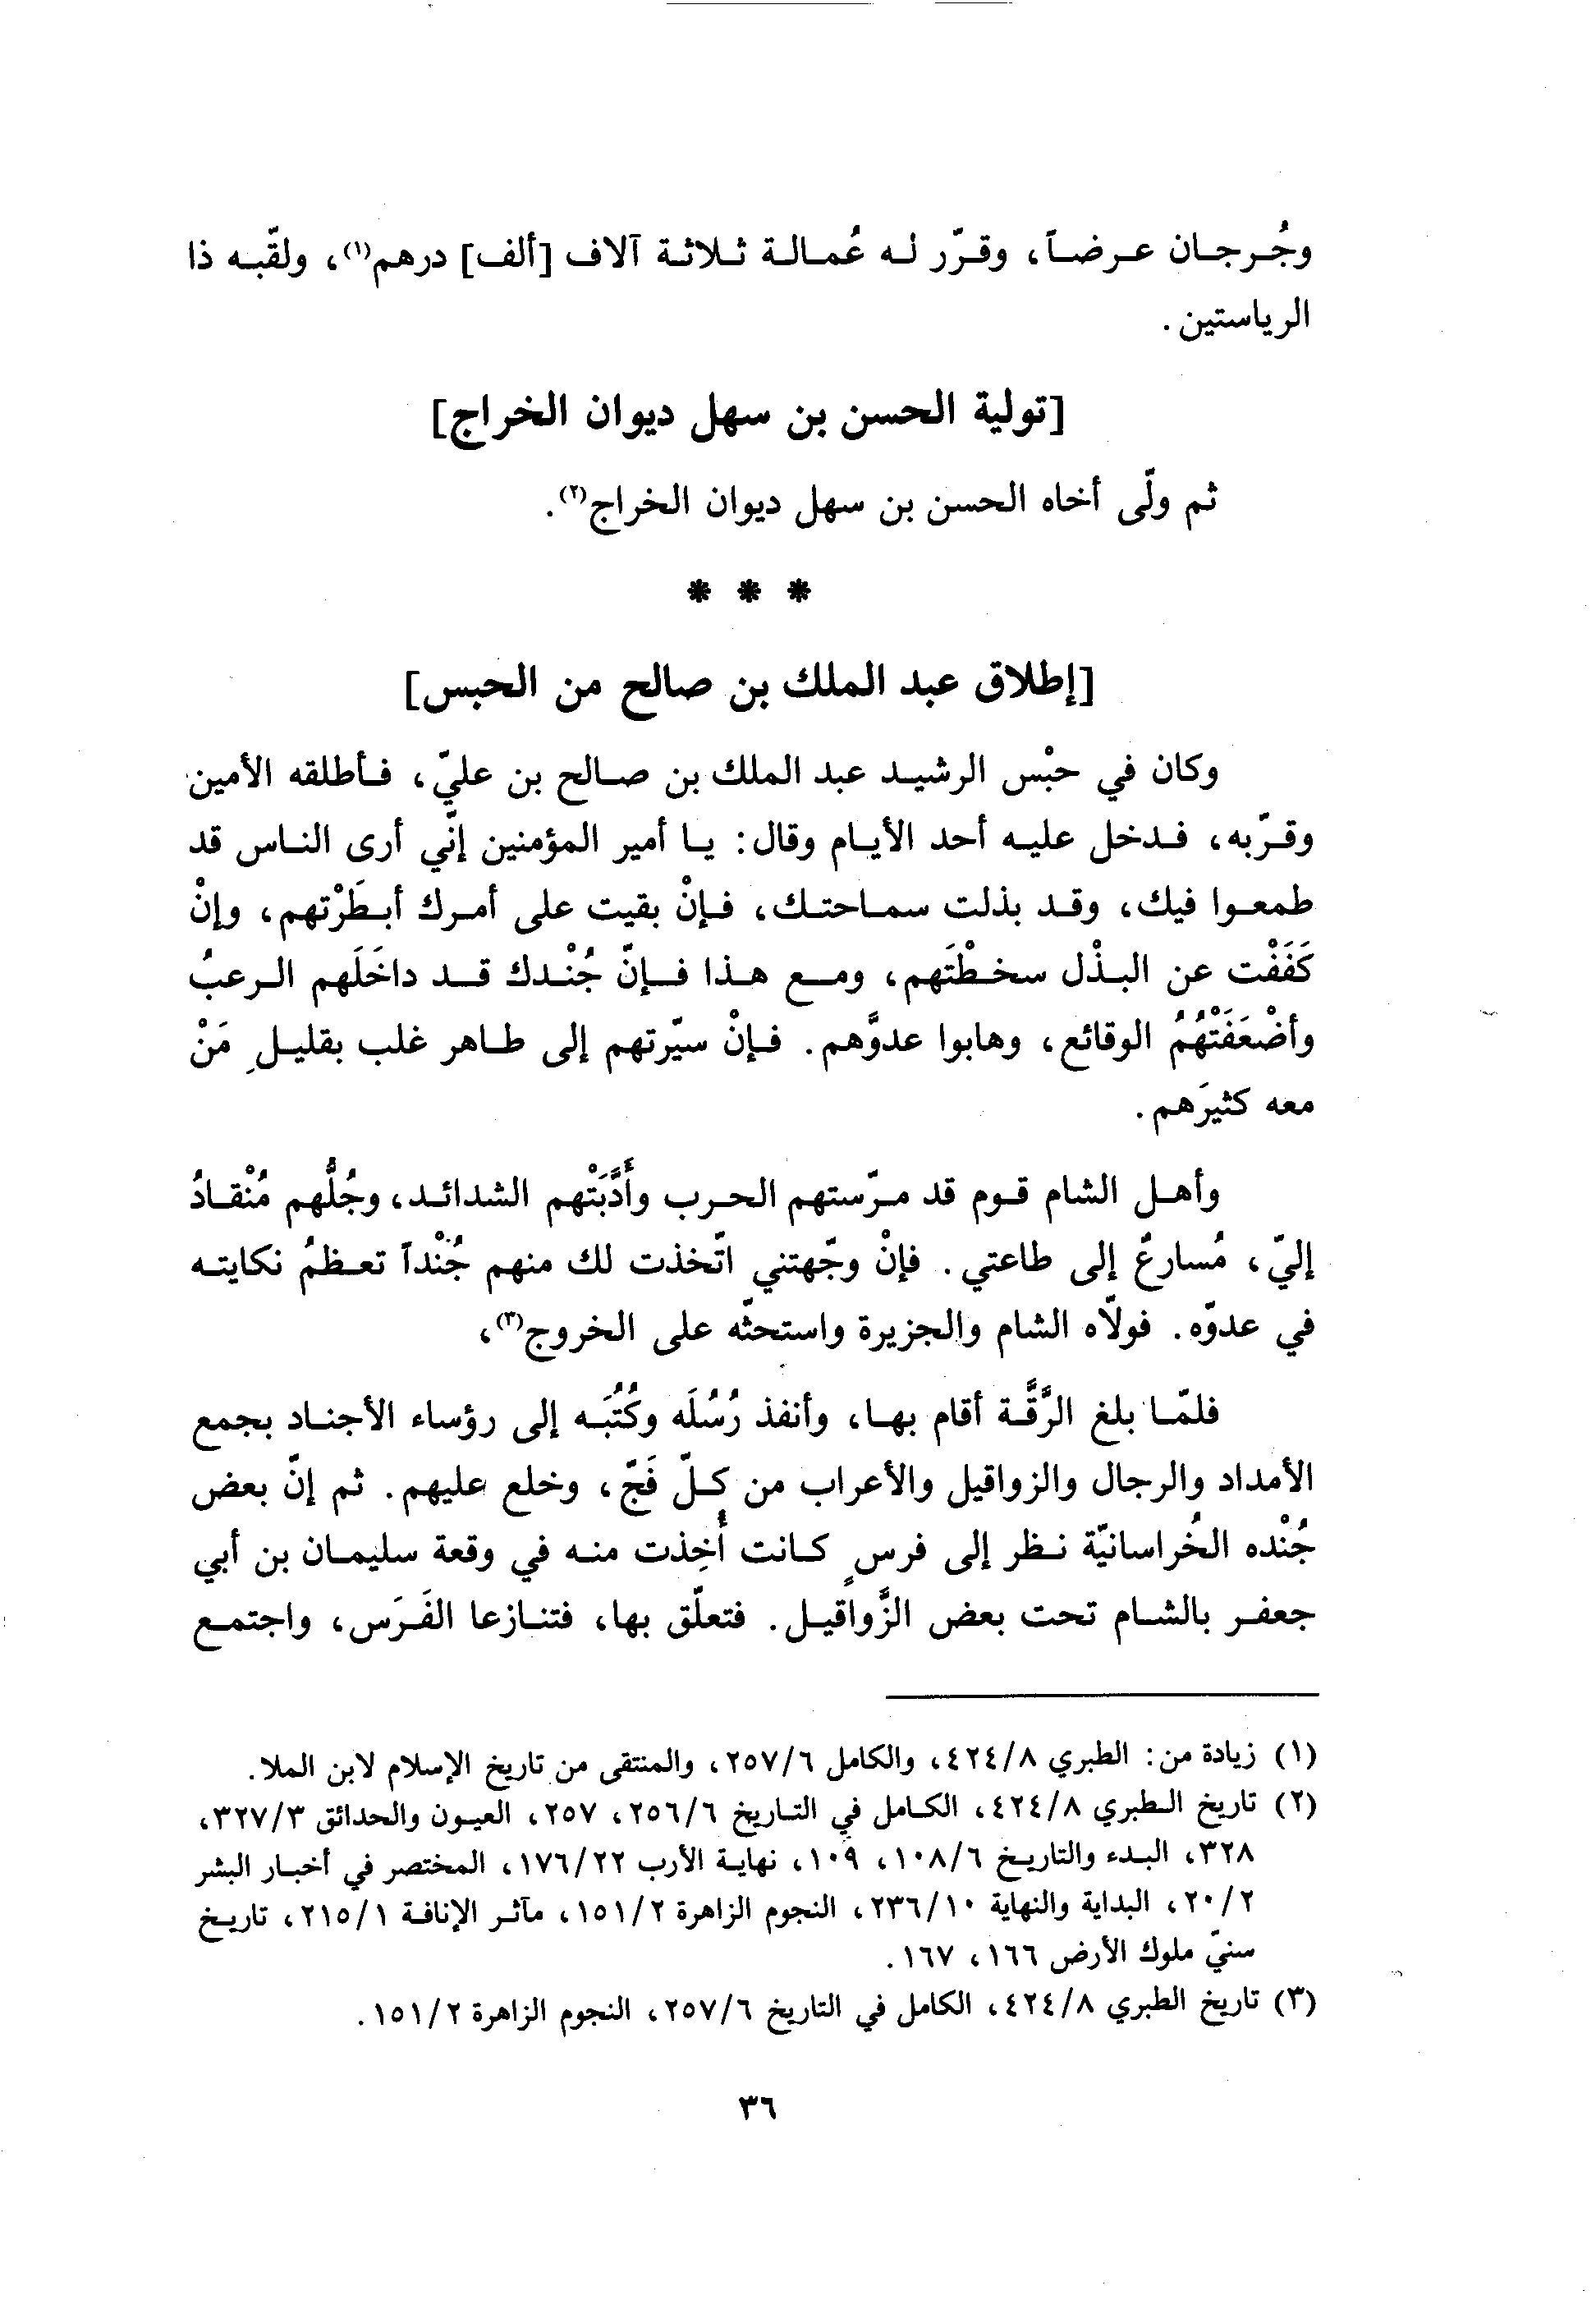 وجُرجان عرضاً، وقرّر له عُمالة ثلاثة آلاف [ألف] درهم(١)، ولقّبه ذا
الرياستين.
[تولية الحسن بن سهل ديوان الخراج]
ثم ولّى أخاه الحسن بن سهل ديوان الخراج(٢).
* * *
[إطلاق عبد الملك بن صالح من الحبس]
وكان في حبْس الرشيد عبد الملك بن صالح بن عليّ، فأطلقه الأمين
وقرّبه، فدخل عليه أحد الأيام وقال: يا أمير المؤمنين إنّي أرى الناس قد
طمعوا فيك، وقد بذلت سماحتك، فإنْ بقيت على أمرك أبطَرْتهم، وإنْ
كَفَفْت عن البذْل سخطْتَهم، ومع هذا فإنّ جُنْدك قد داخَلَهم الرعبُ
وأضْعَفَتْهُمُ الوقائع، وهابوا عدوَّهم. فإنْ سيّرتهم إلى طاهر غلب بقليلِ مَنْ
معه كثيرَهم.
وأهل الشام قوم قد مرّستهم الحرب وأَدَّبَتْهم الشدائد، وجُلُّهم مُنْقادُ
إليّ، مُسارعٌ إلى طاعتي. فإنْ وجّهتني اتّخذت لك منهم جُنْداً تعظمُ نكايته
في عدوّه. فولّاه الشام والجزيرة واستحثّه على الخروج(٣)،
فلمّا بلغ الرَّقَّة أقام بها، وأنفذ رُسُلَه وكُتُبَه إلى رؤساء الأجناد بجمع
الأمداد والرجال والزواقيل والأعراب من كلّ فَجّ، وخلع عليهم. ثم إنّ بعض
جُنْده الخُراسانيّة نظر إلى فرسٍ كانت أُخِذت منه في وقعة سليمان بن أبي
جعفر بالشام تحت بعض الزَّواقيل. فتعلّق بها، فتنازعا الفَرَس، واجتمع
(١) زيادة من: الطبري ٤٢٤/٨، والكامل ٢٥٧/٦، والمنتقى من تاريخ الإسلام لابن الملا.
(٢) تاريخ الطبري ٤٢٤/٨، الكامل في التاريخ ٢٥٦/٦، ٢٥٧، العيون والحدائق ٣٢٧/٣،
٣٢٨، البدء والتاريخ ١٠٨/٦، ١٠٩، نهاية الأرب ١٧٦/٢٢، المختصر في أخبار البشر
٢٠/٢، البداية والنهاية ٢٣٦/١٠، النجوم الزاهرة ١٥١/٢، مآثر الإنافة ٢١٥/١، تاريخ
سنيّ ملوك الأرض ١٦٦، ١٦٧.
(٣) تاريخ الطبري ٤٢٤/٨، الكامل في التاريخ ٢٥٧/٦، النجوم الزاهرة ١٥١/٢.
٣٦